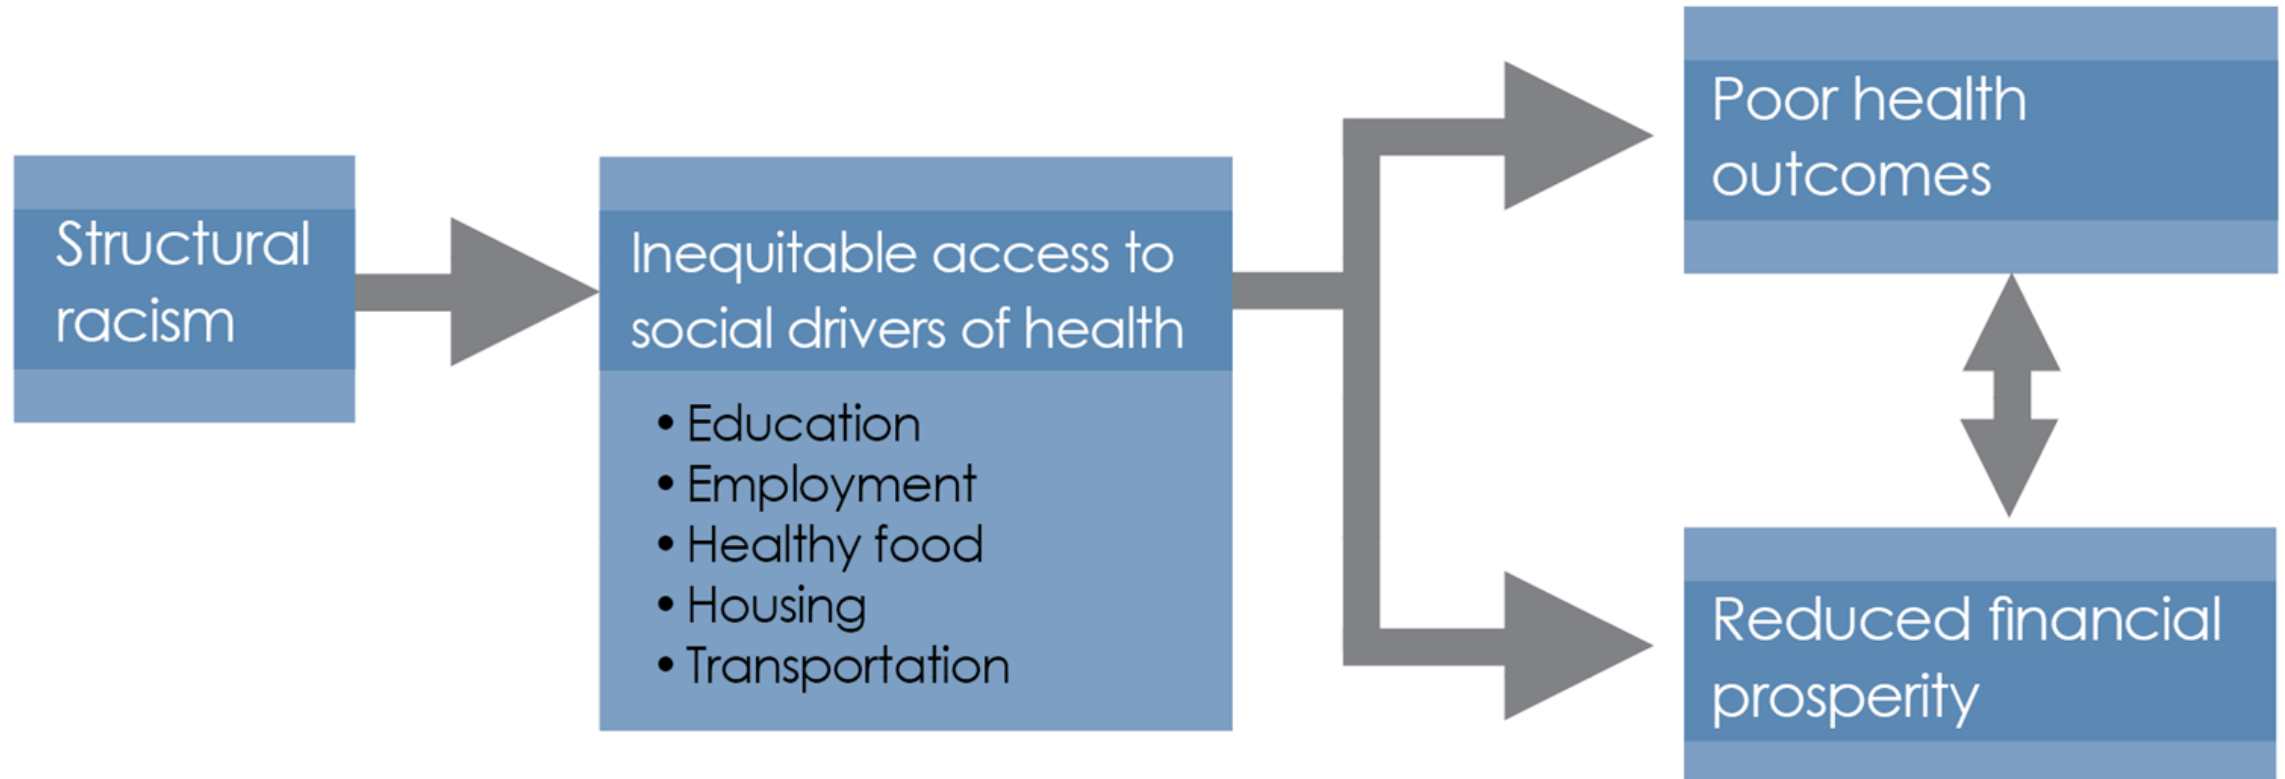 Structural
racism
Inequitable access to
social drivers of health
• Education
• Employment
• Healthy food
• Housing
• Transportation
Poor health
outcomes
Reduced financial
prosperity